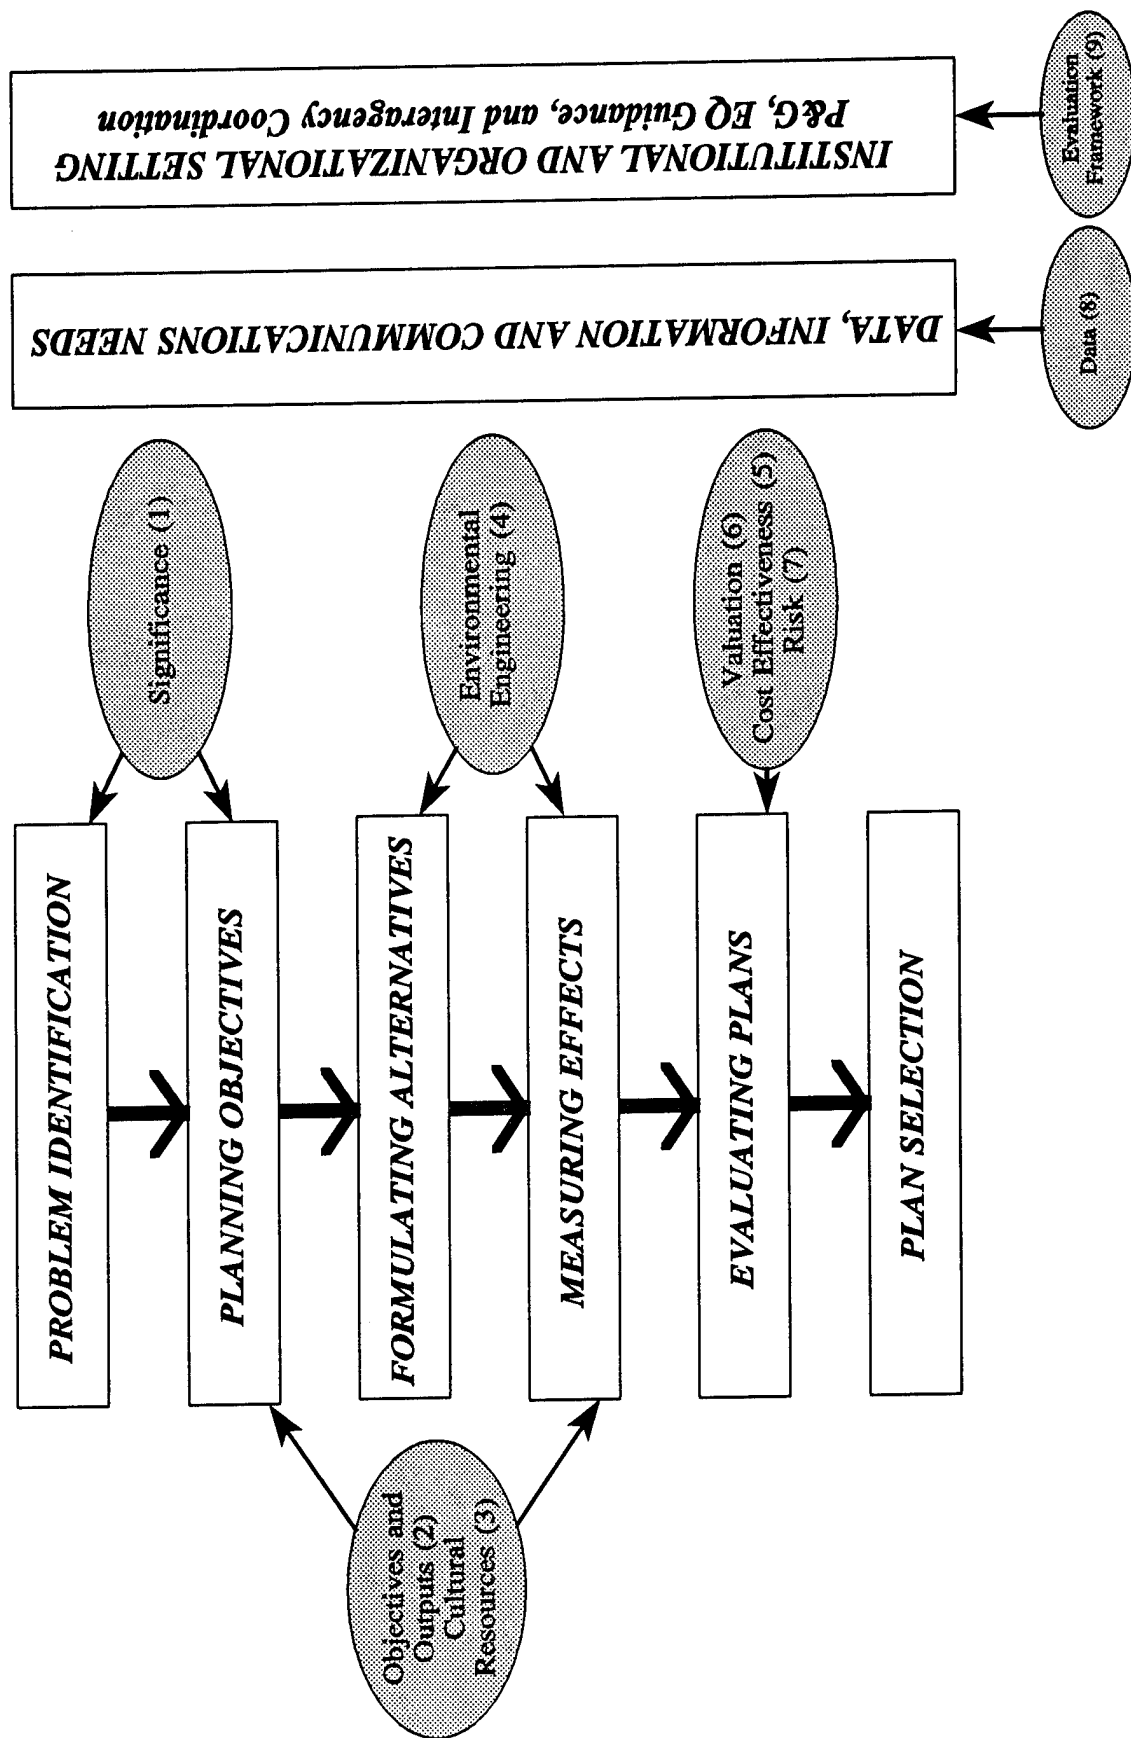 PROBLEM IDENTIFICATION
PLANNING OBJECTIVES
FORMULATING ALTERNATIVES
MEASURING EFFECTS
EVALUATING PLANS
PLAN SELECTION
Objectives and
Outputs (2)
Cultural
Resources (3)
Significance (1)
Environmental
Engineering (4)
Valuation (6)
Cost Effectiveness (5)
Risk (7)
DATA, INFORMATION AND COMMUNICATIONS NEEDS
Data (8)
INSTITUTIONAL AND ORGANIZATIONAL SETTING
P&G, EQ Guidance, and Interagency Coordination
Evaluation
Framework (9)